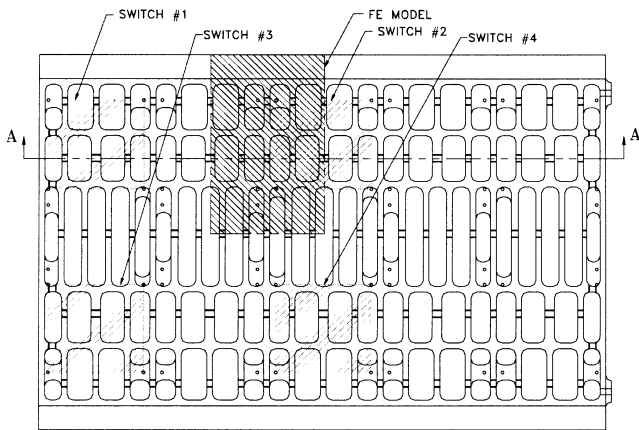 SWITCH #1
FE MODEL
SWITCH #3
SWITCH #2
SWITCH #4
A
A